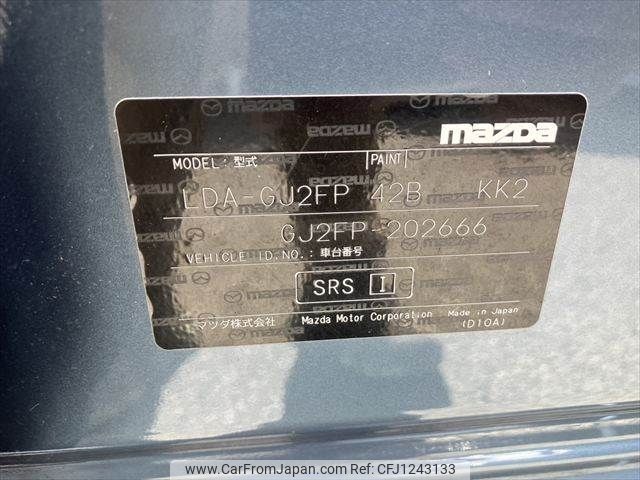 mazda
MODEL:型式 PAINT
LDA-GJ2FP 42B KK2
GJ2FP-202666
VEHICLE ID.NO.:車台番号
SRS I
マツダ株式会社 Mazda Motor Corporation Made in Japan
(D10A)
www.CarFromJapan.com - CFJ1243133